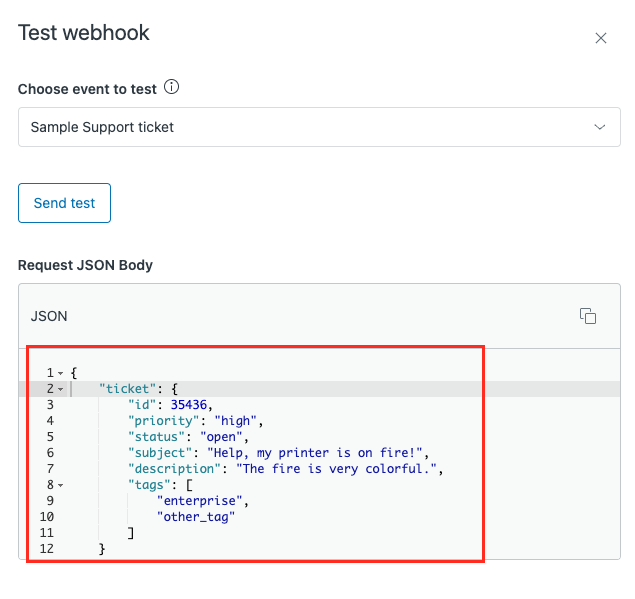 Test webhook
Choose event to test
Sample Support ticket
Send test
Request JSON Body
JSON
1 {
2 "ticket": {
3 "id": 35436,
4 "priority": "high",
5 "status": "open",
6 "subject": "Help, my printer is on fire!",
7 "description": "The fire is very colorful.",
8 "tags": [
9 "enterprise",
10 "other_tag"
11 ]
12 }